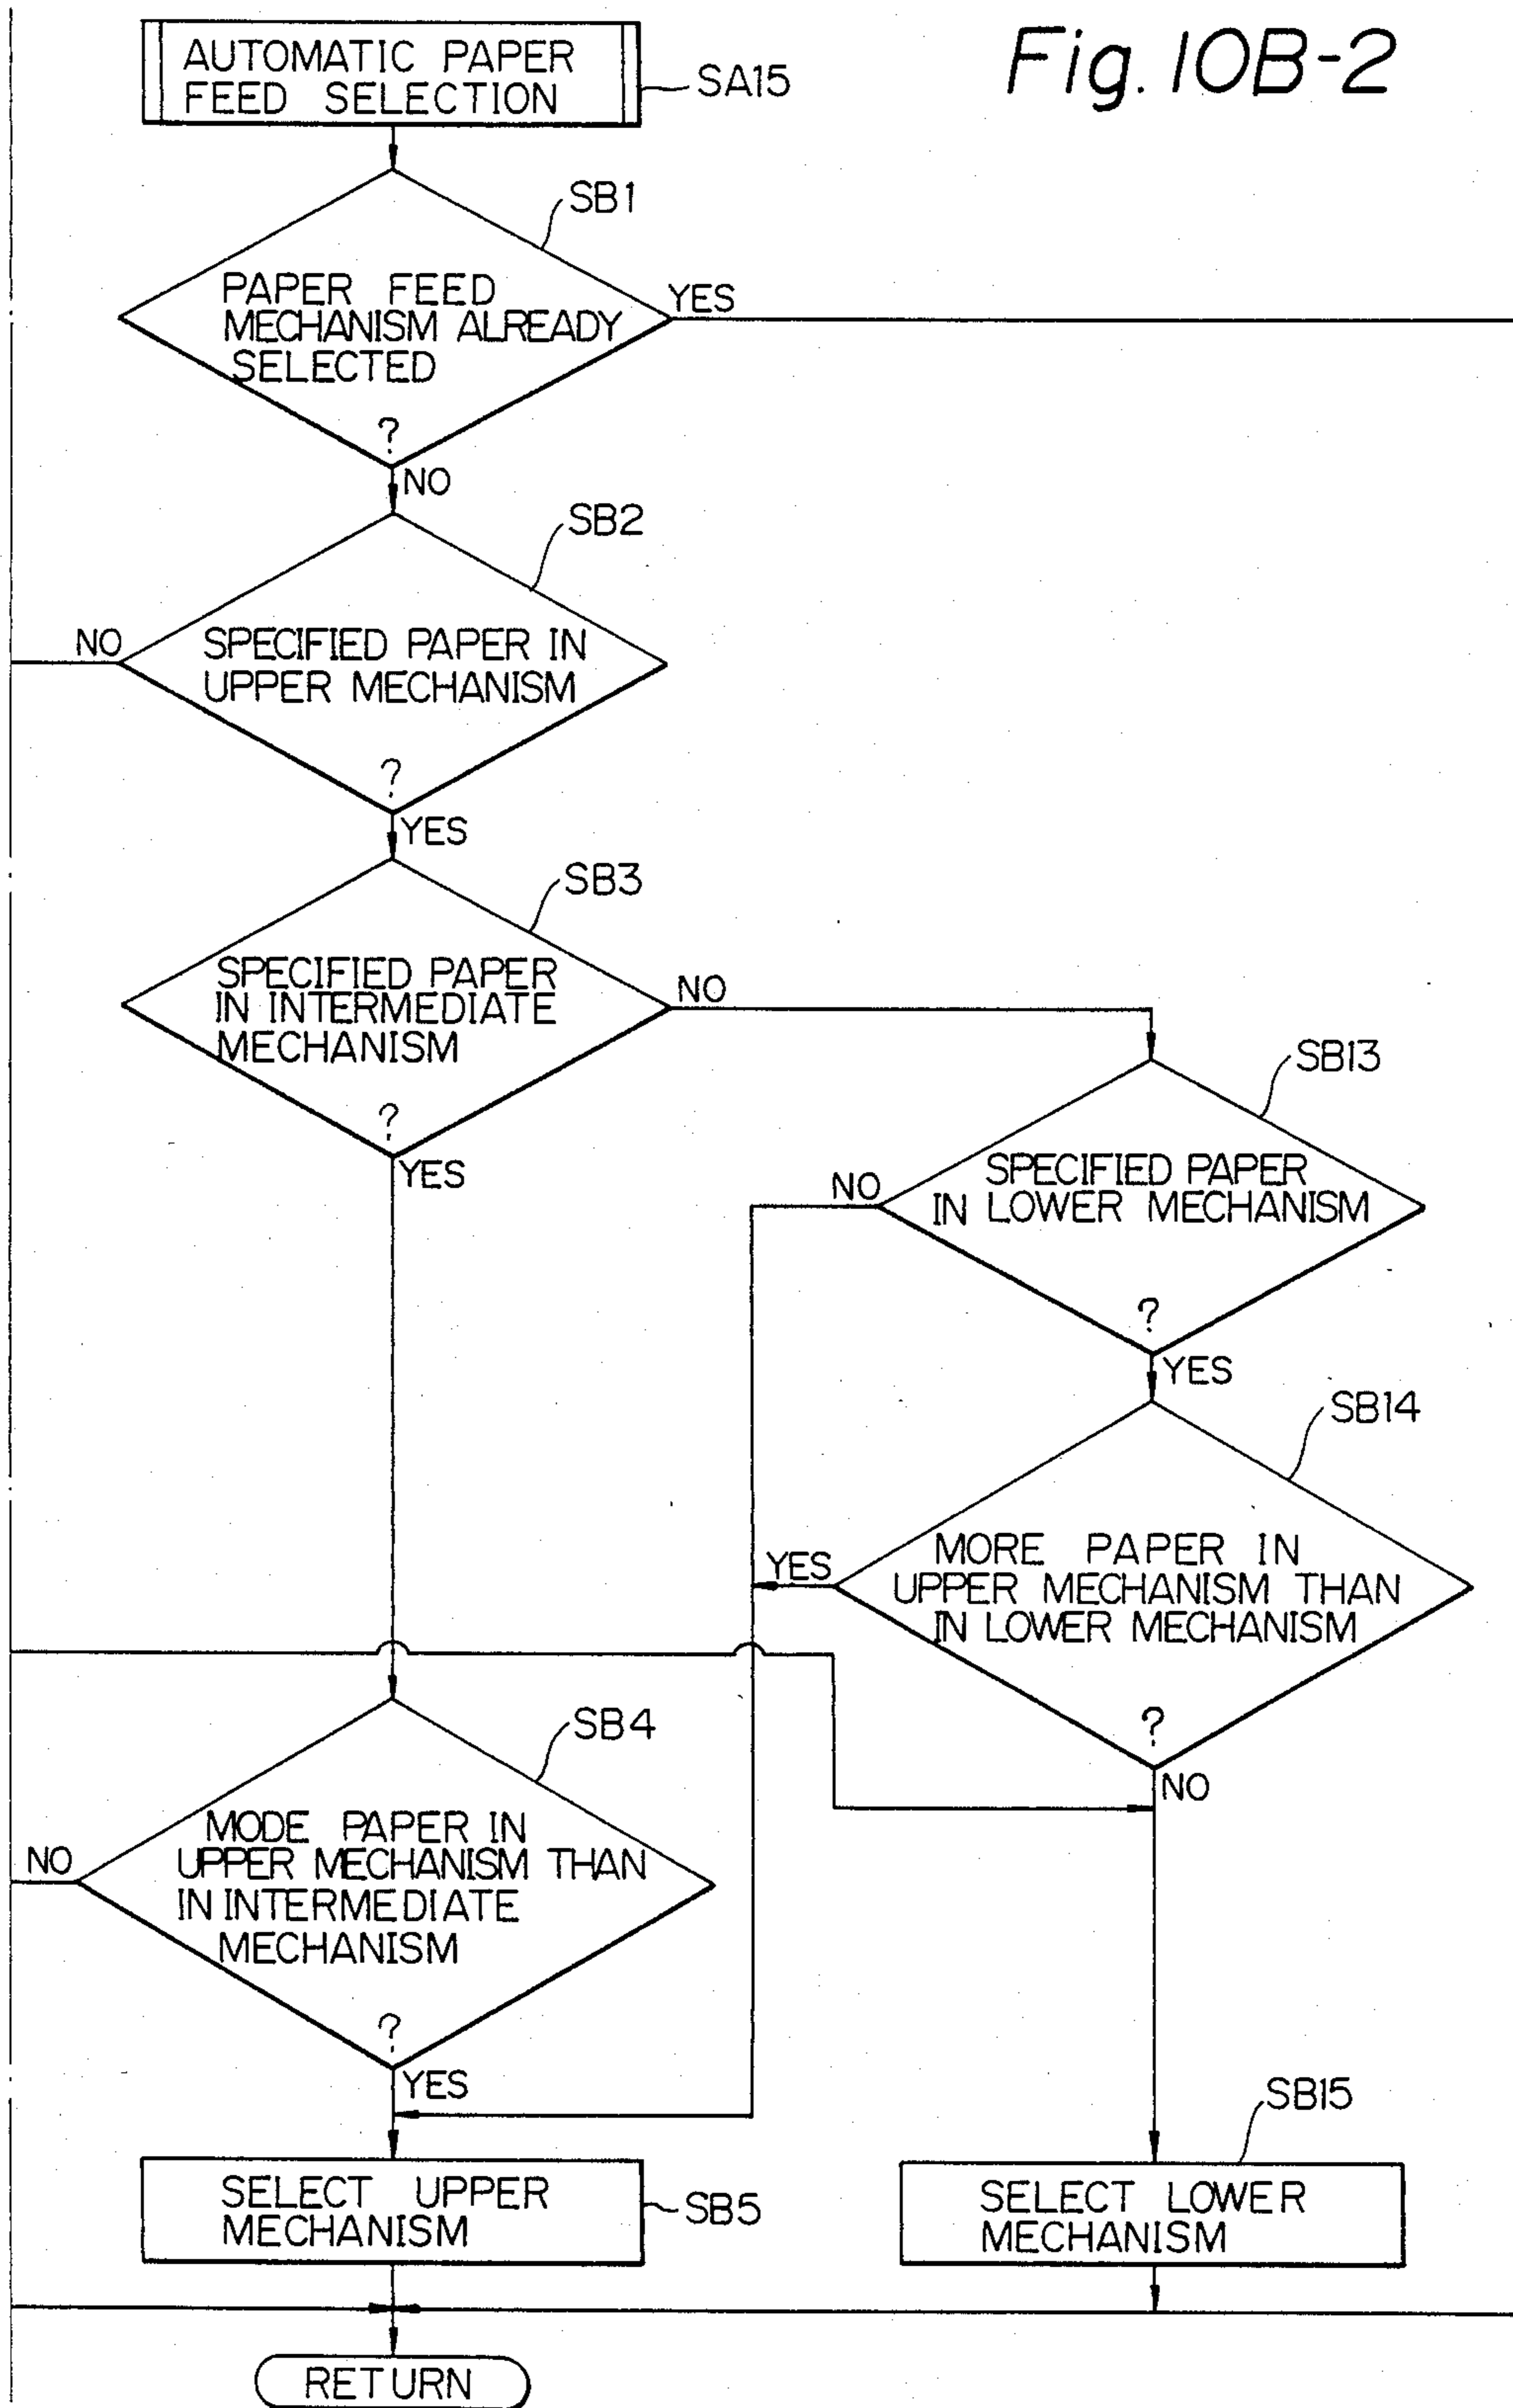 Fig. 10B-2
AUTOMATIC PAPER
FEED SELECTION
SA15
SB1
PAPER FEED
MECHANISM ALREADY
SELECTED
?
YES
NO
SB2
NO
SPECIFIED PAPER IN
UPPER MECHANISM
?
YES
SB3
SPECIFIED PAPER
IN INTERMEDIATE
MECHANISM
?
NO
YES
SB13
NO
SPECIFIED PAPER
IN LOWER MECHANISM
?
YES
SB14
YES
MORE PAPER IN
UPPER MECHANISM THAN
IN LOWER MECHANISM
?
NO
SB4
NO
MODE PAPER IN
UPPER MECHANISM THAN
IN INTERMEDIATE
MECHANISM
?
YES
SELECT UPPER
MECHANISM
SB5
SB15
SELECT LOWER
MECHANISM
RETURN